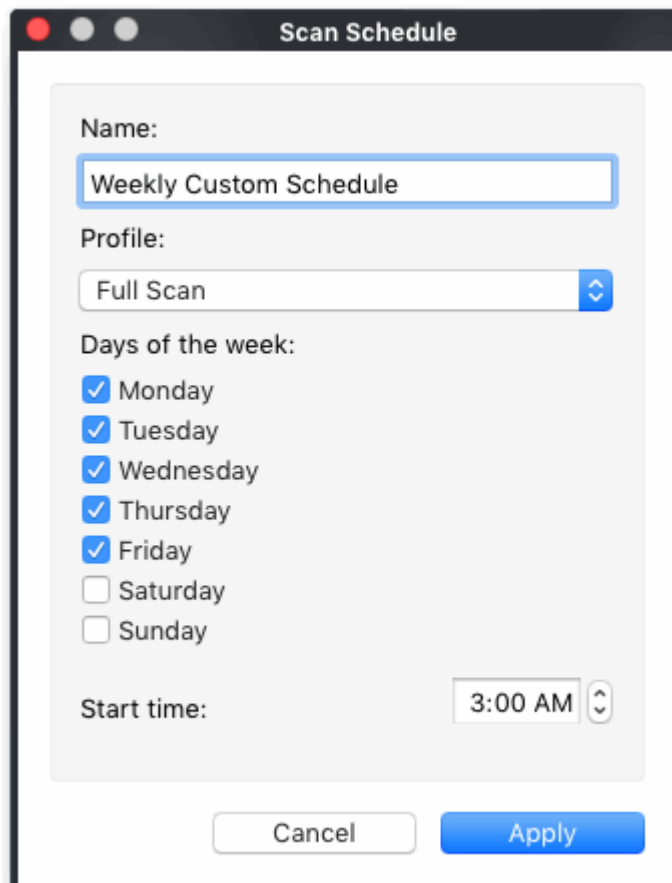 Scan Schedule
Name:
Weekly Custom Schedule
Profile:
Full Scan
Days of the week:
Monday
Tuesday
Wednesday
Thursday
Friday
Saturday
Sunday
Start time: 3:00 AM
Cancel Apply